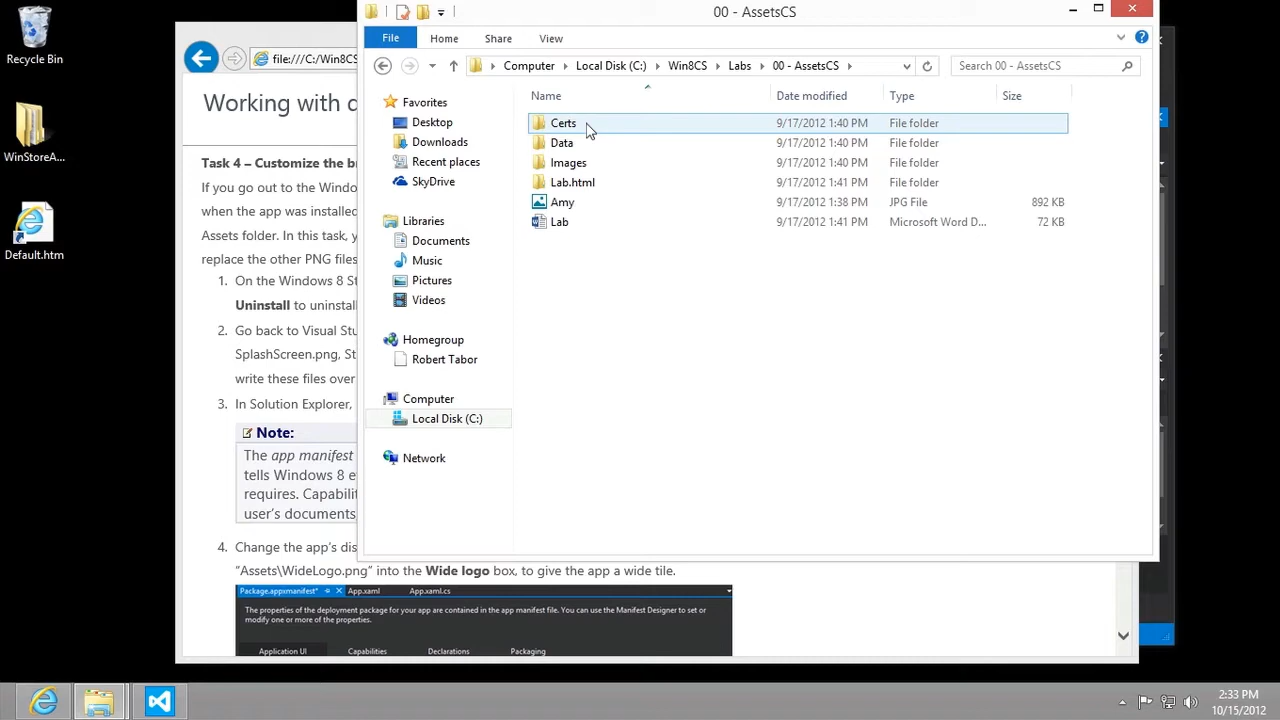 Recycle Bin
WinStoreA...
Default.htm
file:///C:/Win8CS
Working with d
Task 4 – Customize the b
If you go out to the Windo
when the app was installed
Assets folder. In this task, y
replace the other PNG files
1. On the Windows 8 St
Uninstall to uninstal
2. Go back to Visual Stu
SplashScreen.png, St
write these files over
3. In Solution Explorer,
Note:
The app manifest
tells Windows 8 e
requires. Capabilit
user's documents,
4. Change the app's dis
"Assets\WideLogo.png" into the Wide logo box, to give the app a wide tile.
Package.appxmanifest* App.xaml App.xaml.cs
The properties of the deployment package for your app are contained in the app manifest file. You can use the Manifest Designer to set or
modify one or more of the properties.
Application UI Capabilities Declarations Packaging
00 - AssetsCS
File Home Share View
Computer Local Disk (C:) Win8CS Labs 00 - AssetsCS
Search 00 - AssetsCS
Favorites
Desktop
Downloads
Recent places
SkyDrive
Libraries
Documents
Music
Pictures
Videos
Homegroup
Robert Tabor
Computer
Local Disk (C:)
Network
Name Date modified Type Size
Certs 9/17/2012 1:40 PM File folder
Data 9/17/2012 1:40 PM File folder
Images 9/17/2012 1:40 PM File folder
Lab.html 9/17/2012 1:41 PM File folder
Amy 9/17/2012 1:38 PM JPG File 892 KB
Lab 9/17/2012 1:41 PM Microsoft Word D... 72 KB
2:33 PM
10/15/2012